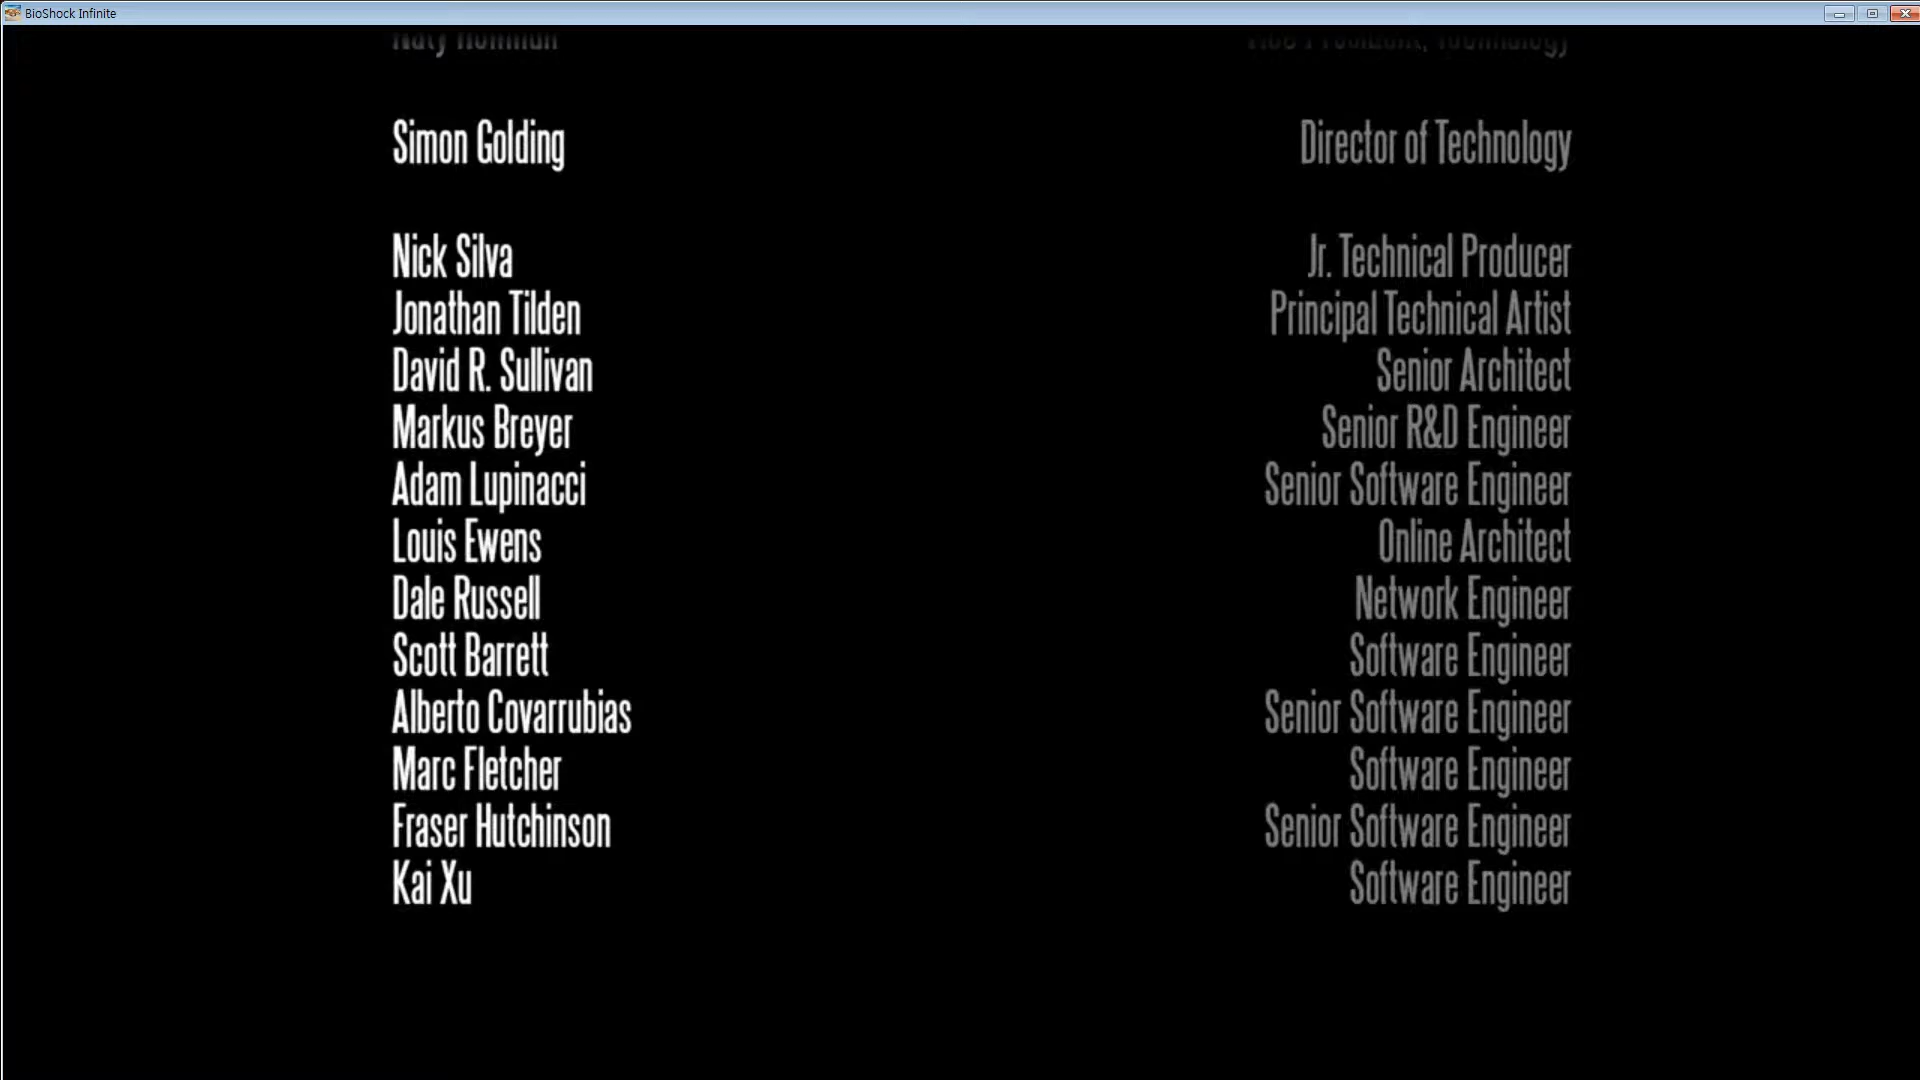 BioShock Infinite
Simon Golding Director of Technology
Nick Silva Jr. Technical Producer
Jonathan Tilden Principal Technical Artist
David R. Sullivan Senior Architect
Markus Breyer Senior R&D Engineer
Adam Lupinacci Senior Software Engineer
Louis Ewens Online Architect
Dale Russell Network Engineer
Scott Barrett Software Engineer
Alberto Covarrubias Senior Software Engineer
Marc Fletcher Software Engineer
Fraser Hutchinson Senior Software Engineer
Kai Xu Software Engineer